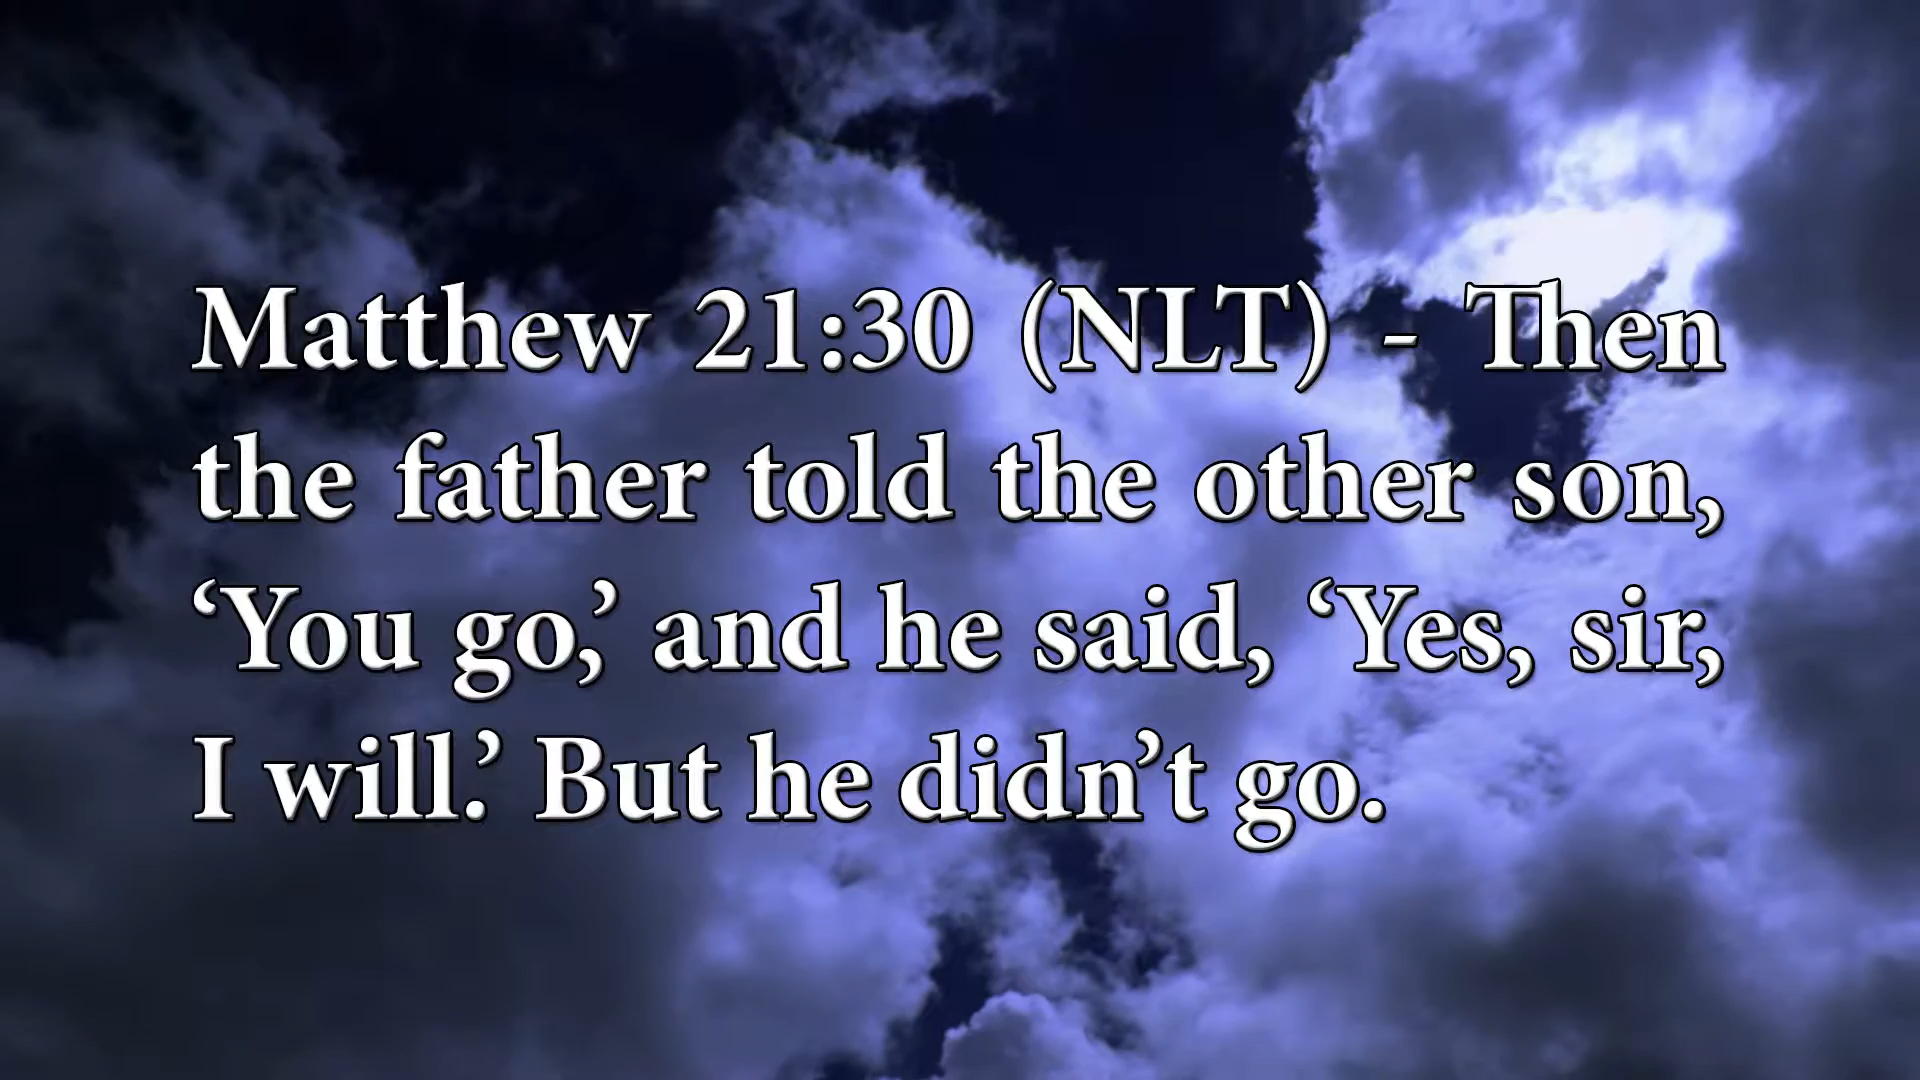 Matthew 21:30 (NLT) - Then
the father told the other son,
‘You go,’ and he said, ‘Yes, sir,
I will.’ But he didn’t go.